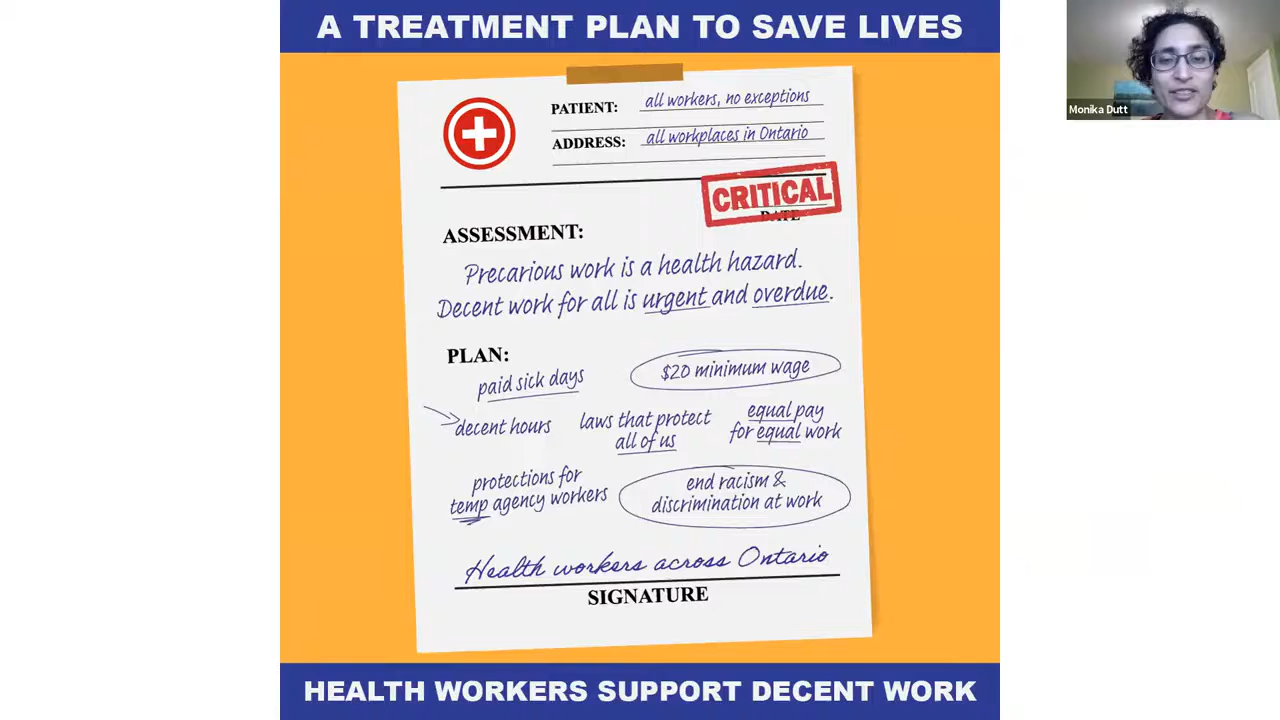 A TREATMENT PLAN TO SAVE LIVES
Monika Dutt
PATIENT: all workers, no exceptions
ADDRESS: all workplaces in Ontario
CRITICAL
DATE
ASSESSMENT:
Precarious work is a health hazard.
Decent work for all is urgent and overdue.
PLAN:
paid sick days
$20 minimum wage
decent hours
laws that protect
all of us
equal pay
for equal work
protections for
temp agency workers
end racism &
discrimination at work
Health workers across Ontario
SIGNATURE
HEALTH WORKERS SUPPORT DECENT WORK